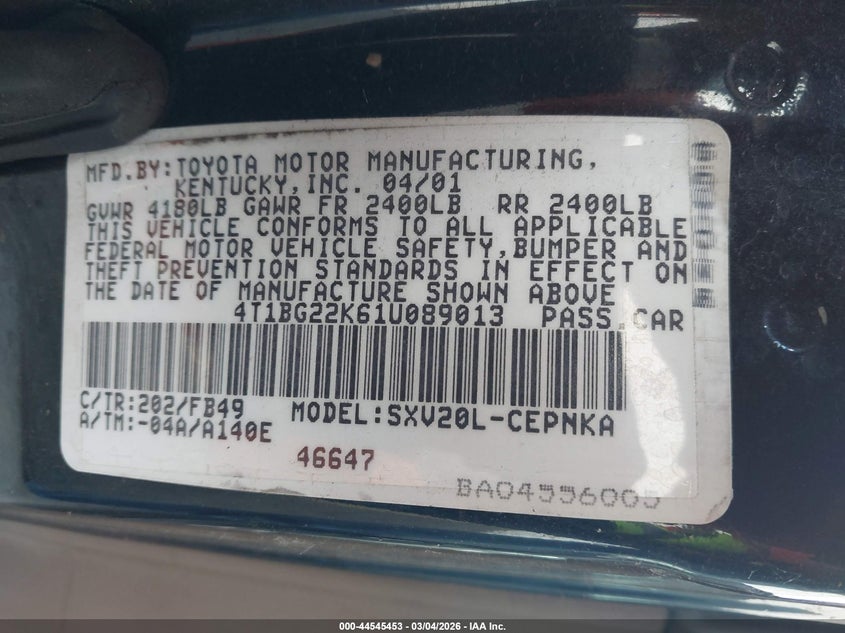 MFD.BY:TOYOTA MOTOR MANUFACTURING,
KENTUCKY,INC. 04/01
GVWR 4180LB GAWR FR 2400LB RR 2400LB
THIS VEHICLE CONFORMS TO ALL APPLICABLE
FEDERAL MOTOR VEHICLE SAFETY,BUMPER AND
THEFT PREVENTION STANDARDS IN EFFECT ON
THE DATE OF MANUFACTURE SHOWN ABOVE
4T1BG22K61U089013 PASS.CAR
C/TR:202/FB49 MODEL:SXV20L-CEPNKA
A/TM:-04A/A140E
46647
BA04556005
000-44545453 - 03/04/2026 - IAA Inc.